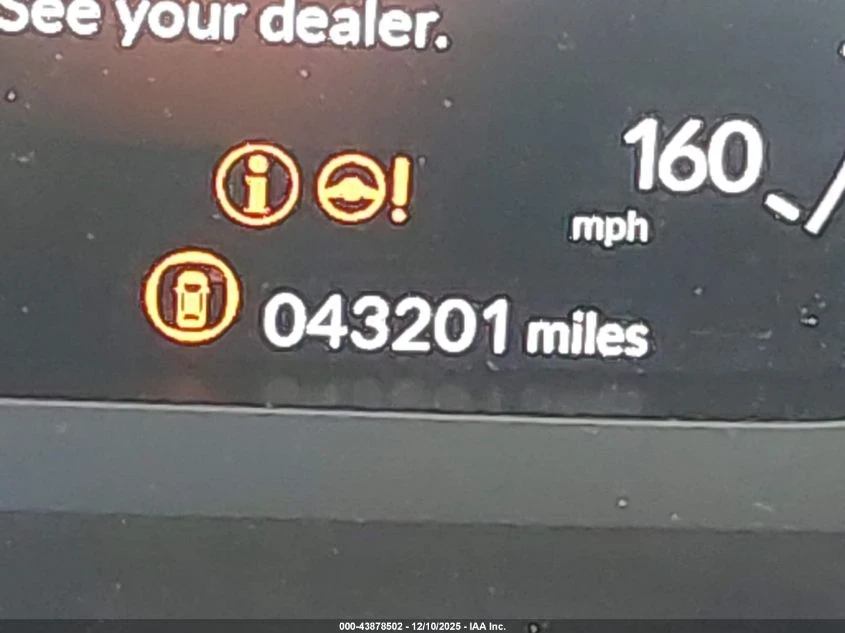 See your dealer.
160
mph
043201 miles
000-43878502 - 12/10/2025 - IAA Inc.